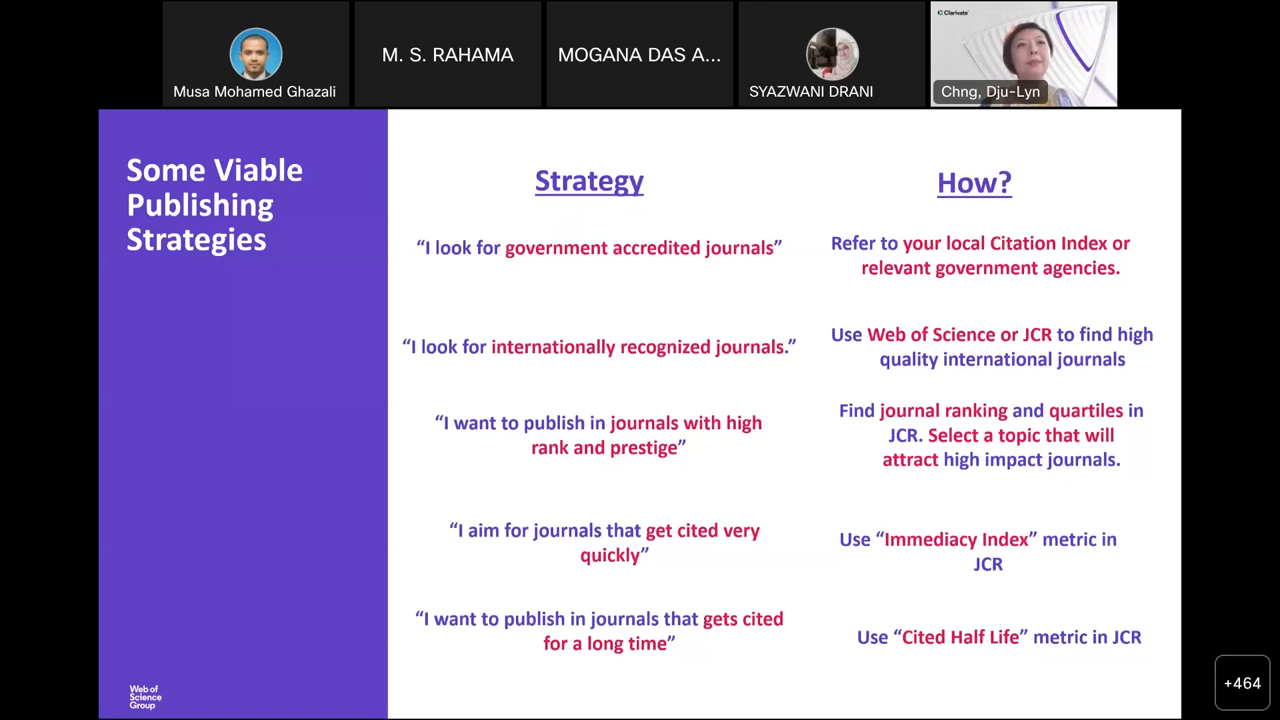 Clarivate
Musa Mohamed Ghazali
M. S. RAHAMA
MOGANA DAS A...
SYAZWANI DRANI
Chng, Dju-Lyn
Some Viable
Publishing
Strategies
Strategy
How?
“I look for government accredited journals”
Refer to your local Citation Index or
relevant government agencies.
“I look for internationally recognized journals.”
Use Web of Science or JCR to find high
quality international journals
“I want to publish in journals with high
rank and prestige”
Find journal ranking and quartiles in
JCR. Select a topic that will
attract high impact journals.
“I aim for journals that get cited very
quickly”
Use “Immediacy Index” metric in
JCR
“I want to publish in journals that gets cited
for a long time”
Use “Cited Half Life” metric in JCR
Web of
Science
Group
+464